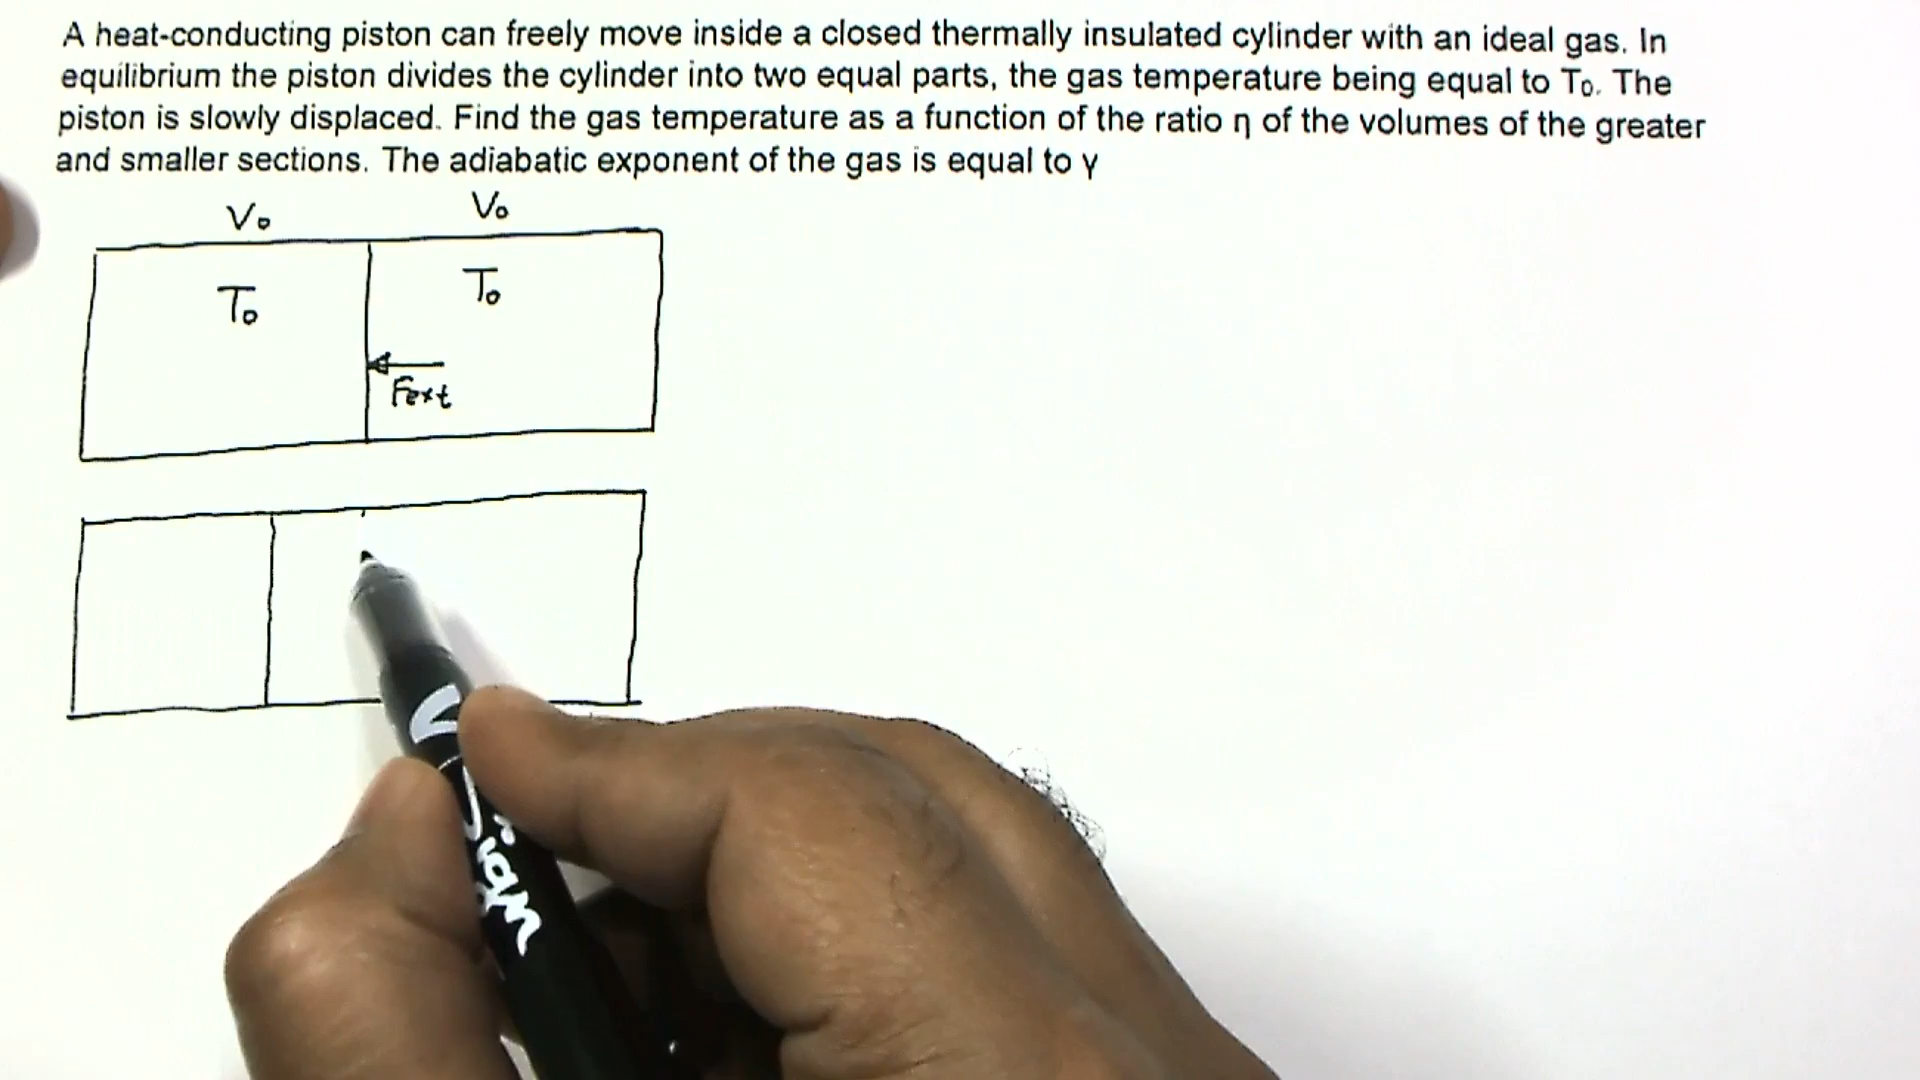 A heat-conducting piston can freely move inside a closed thermally insulated cylinder with an ideal gas. In
equilibrium the piston divides the cylinder into two equal parts, the gas temperature being equal to T₀. The
piston is slowly displaced. Find the gas temperature as a function of the ratio η of the volumes of the greater
and smaller sections. The adiabatic exponent of the gas is equal to γ
V₀ V₀
T₀ T₀
Fext